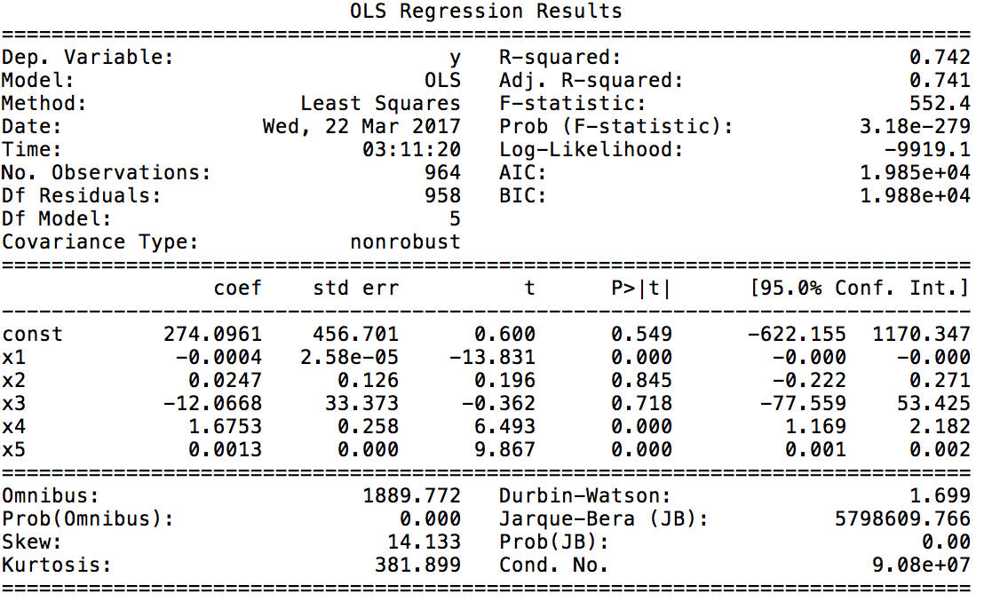 OLS Regression Results
==============================================================================
Dep. Variable:                      y   R-squared:                       0.742
Model:                            OLS   Adj. R-squared:                  0.741
Method:                 Least Squares   F-statistic:                     552.4
Date:                Wed, 22 Mar 2017   Prob (F-statistic):          3.18e-279
Time:                        03:11:20   Log-Likelihood:                -9919.1
No. Observations:                 964   AIC:                         1.985e+04
Df Residuals:                     958   BIC:                         1.988e+04
Df Model:                           5
Covariance Type:            nonrobust
==============================================================================
                 coef    std err          t      P>|t|      [95.0% Conf. Int.]
------------------------------------------------------------------------------
const        274.0961    456.701      0.600      0.549      -622.155  1170.347
x1            -0.0004   2.58e-05    -13.831      0.000        -0.000    -0.000
x2             0.0247      0.126      0.196      0.845        -0.222     0.271
x3           -12.0668     33.373     -0.362      0.718       -77.559    53.425
x4             1.6753      0.258      6.493      0.000         1.169     2.182
x5             0.0013      0.000      9.867      0.000         0.001     0.002
==============================================================================
Omnibus:                     1889.772   Durbin-Watson:                   1.699
Prob(Omnibus):                  0.000   Jarque-Bera (JB):          5798609.766
Skew:                          14.133   Prob(JB):                         0.00
Kurtosis:                     381.899   Cond. No.                     9.08e+07
==============================================================================